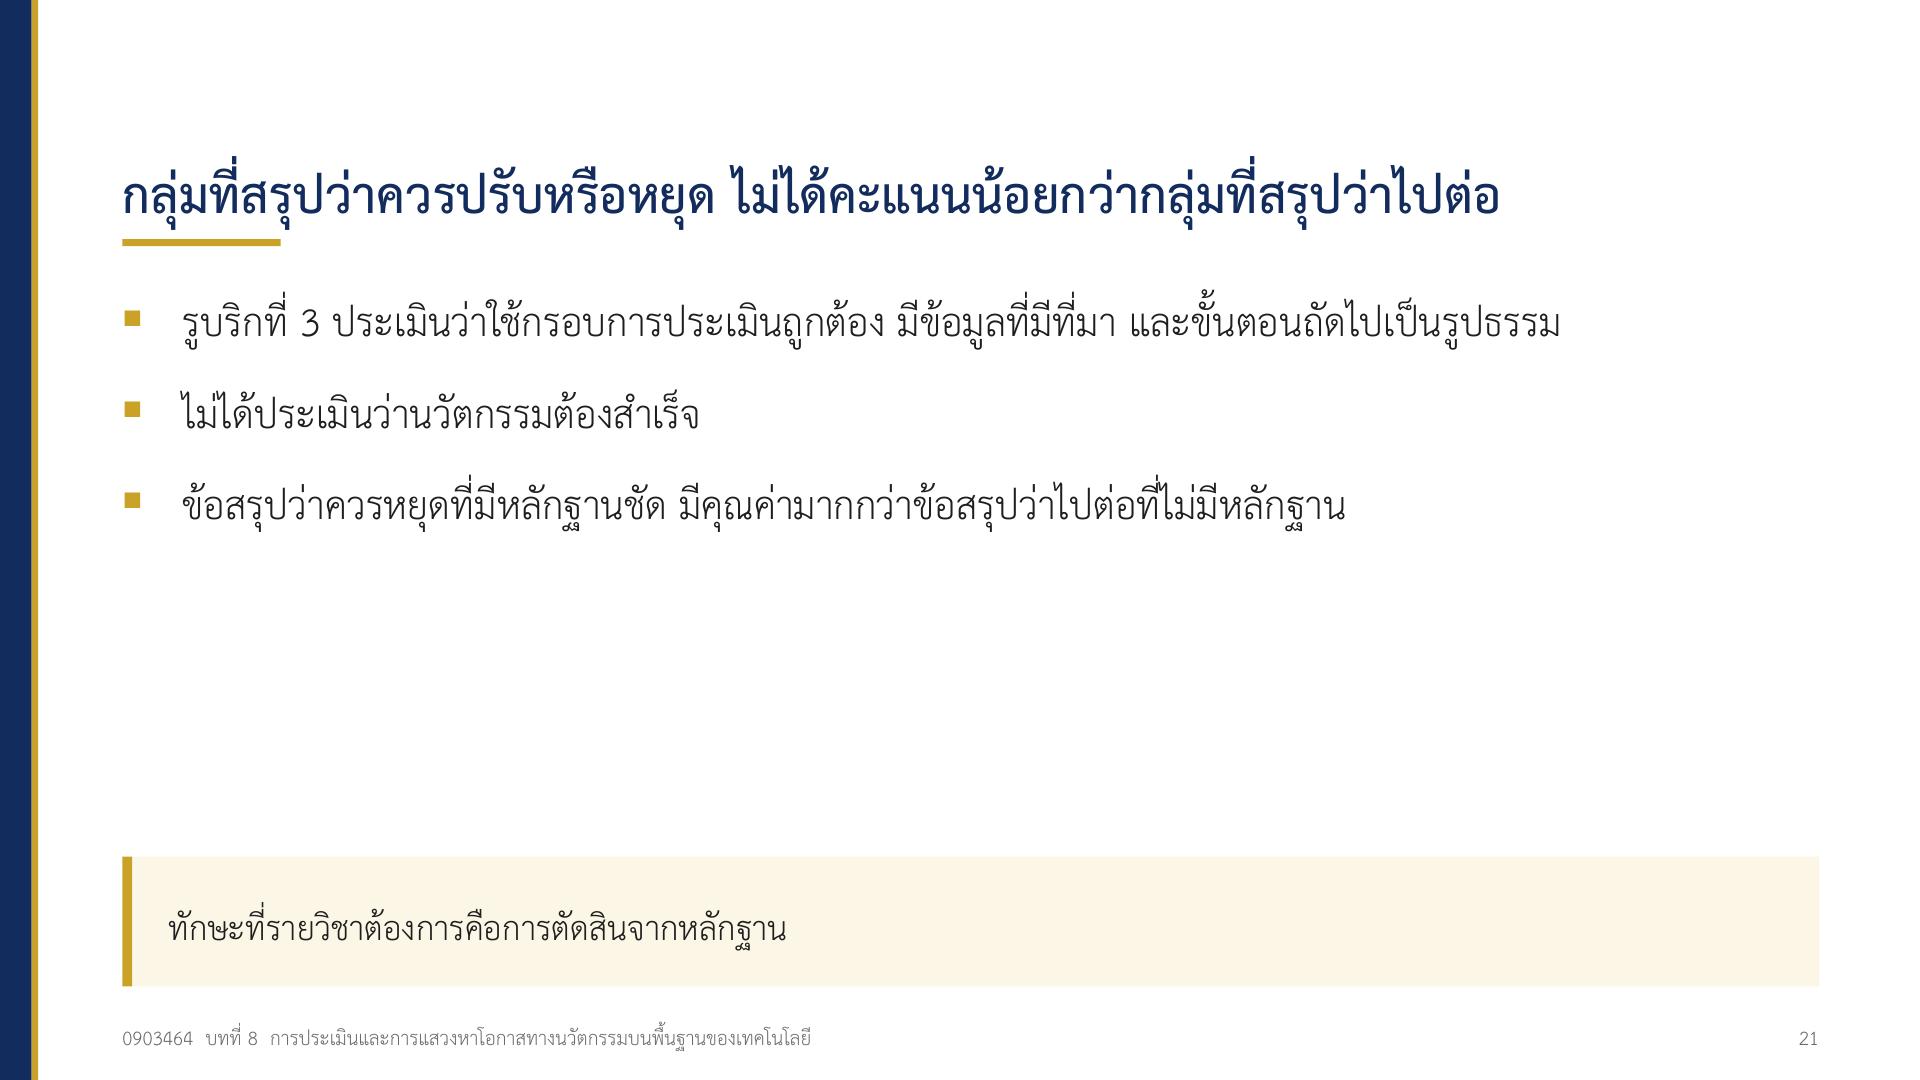 กลุ่มที่สรุปว่าควรปรับหรือหยุด ไม่ได้คะแนนน้อยกว่ากลุ่มที่สรุปว่าไปต่อ
รูบริกที่ 3 ประเมินว่าใช้กรอบการประเมินถูกต้อง มีข้อมูลที่มีที่มา และขั้นตอนถัดไปเป็นรูปธรรม
ไม่ได้ประเมินว่านวัตกรรมต้องสำเร็จ
ข้อสรุปว่าควรหยุดที่มีหลักฐานชัด มีคุณค่ามากกว่าข้อสรุปว่าไปต่อที่ไม่มีหลักฐาน
ทักษะที่รายวิชาต้องการคือการตัดสินจากหลักฐาน
0903464 บทที่ 8 การประเมินและการแสวงหาโอกาสทางนวัตกรรมบนพื้นฐานของเทคโนโลยี
21